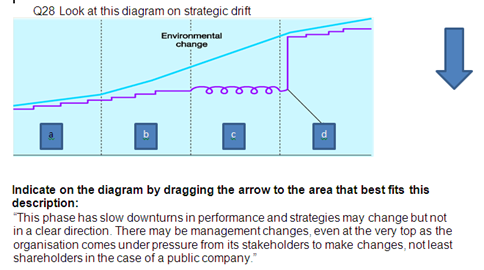 Q28 Look at this diagram on strategic drift
Environmental
change
a
b
c
d
Indicate on the diagram by dragging the arrow to the area that best fits this
description:
“This phase has slow downturns in performance and strategies may change but not
in a clear direction. There may be management changes, even at the very top as the
organisation comes under pressure from its stakeholders to make changes, not least
shareholders in the case of a public company.”